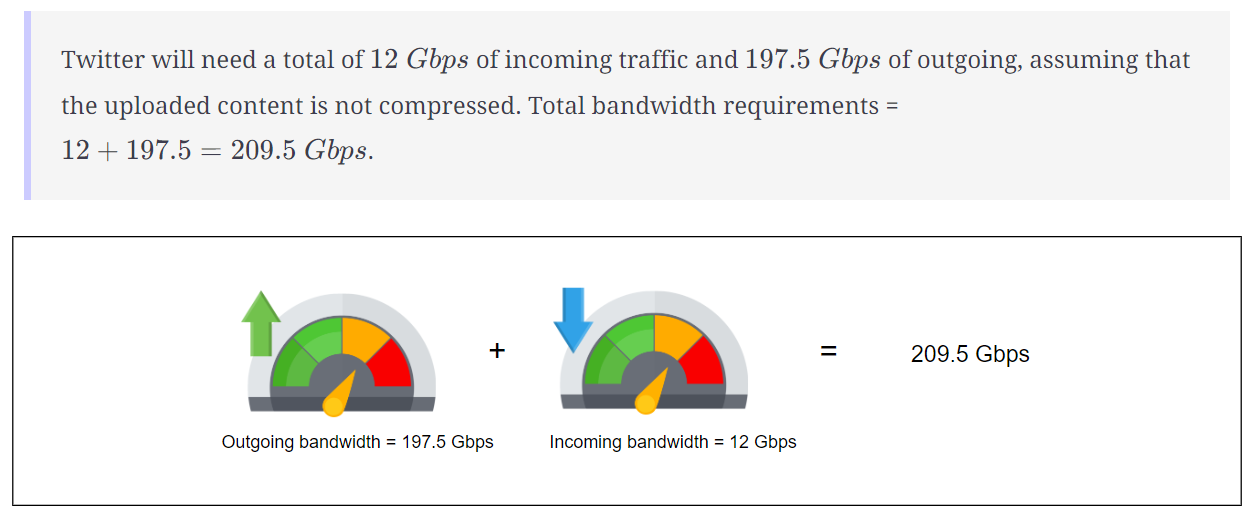 Twitter will need a total of 12 Gbps of incoming traffic and 197.5 Gbps of outgoing, assuming that
the uploaded content is not compressed. Total bandwidth requirements =
12 + 197.5 = 209.5 Gbps.
+
=
209.5 Gbps
Outgoing bandwidth = 197.5 Gbps
Incoming bandwidth = 12 Gbps